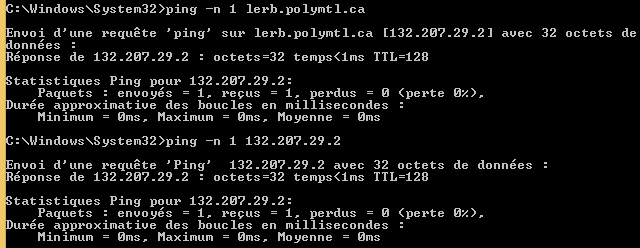 C:\Windows\System32>ping -n 1 lerb.polymtl.ca
Envoi d'une requête 'ping' sur lerb.polymtl.ca [132.207.29.2] avec 32 octets de
données :
Réponse de 132.207.29.2 : octets=32 temps<1ms TTL=128
Statistiques Ping pour 132.207.29.2:
Paquets : envoyés = 1, reçus = 1, perdus = 0 (perte 0%),
Durée approximative des boucles en millisecondes :
Minimum = 0ms, Maximum = 0ms, Moyenne = 0ms
C:\Windows\System32>ping -n 1 132.207.29.2
Envoi d'une requête 'Ping'  132.207.29.2 avec 32 octets de données :
Réponse de 132.207.29.2 : octets=32 temps<1ms TTL=128
Statistiques Ping pour 132.207.29.2:
Paquets : envoyés = 1, reçus = 1, perdus = 0 (perte 0%),
Durée approximative des boucles en millisecondes :
Minimum = 0ms, Maximum = 0ms, Moyenne = 0ms